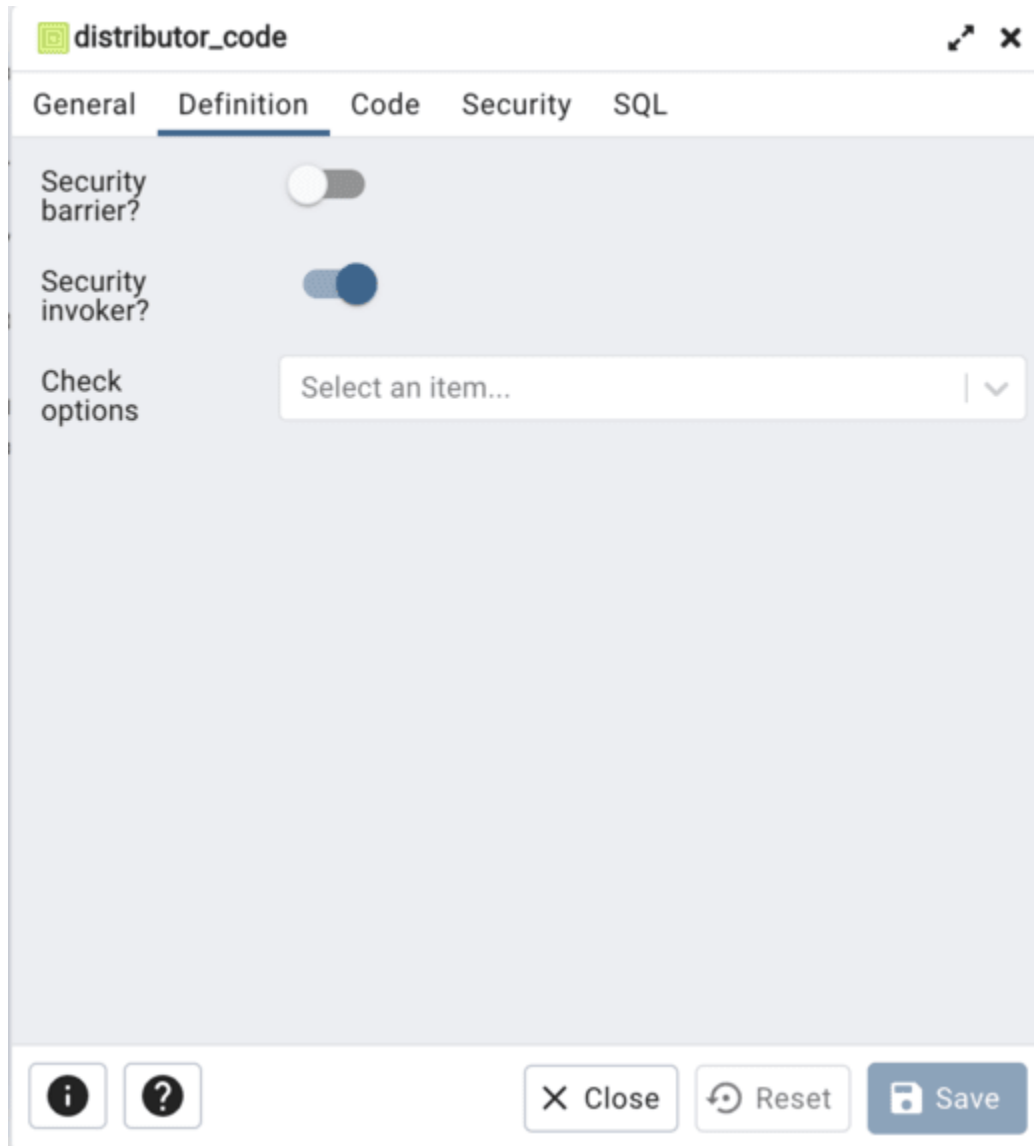 distributor_code
General Definition Code Security SQL
Security
barrier?
Security
invoker?
Check
options
Select an item...
Close Reset Save